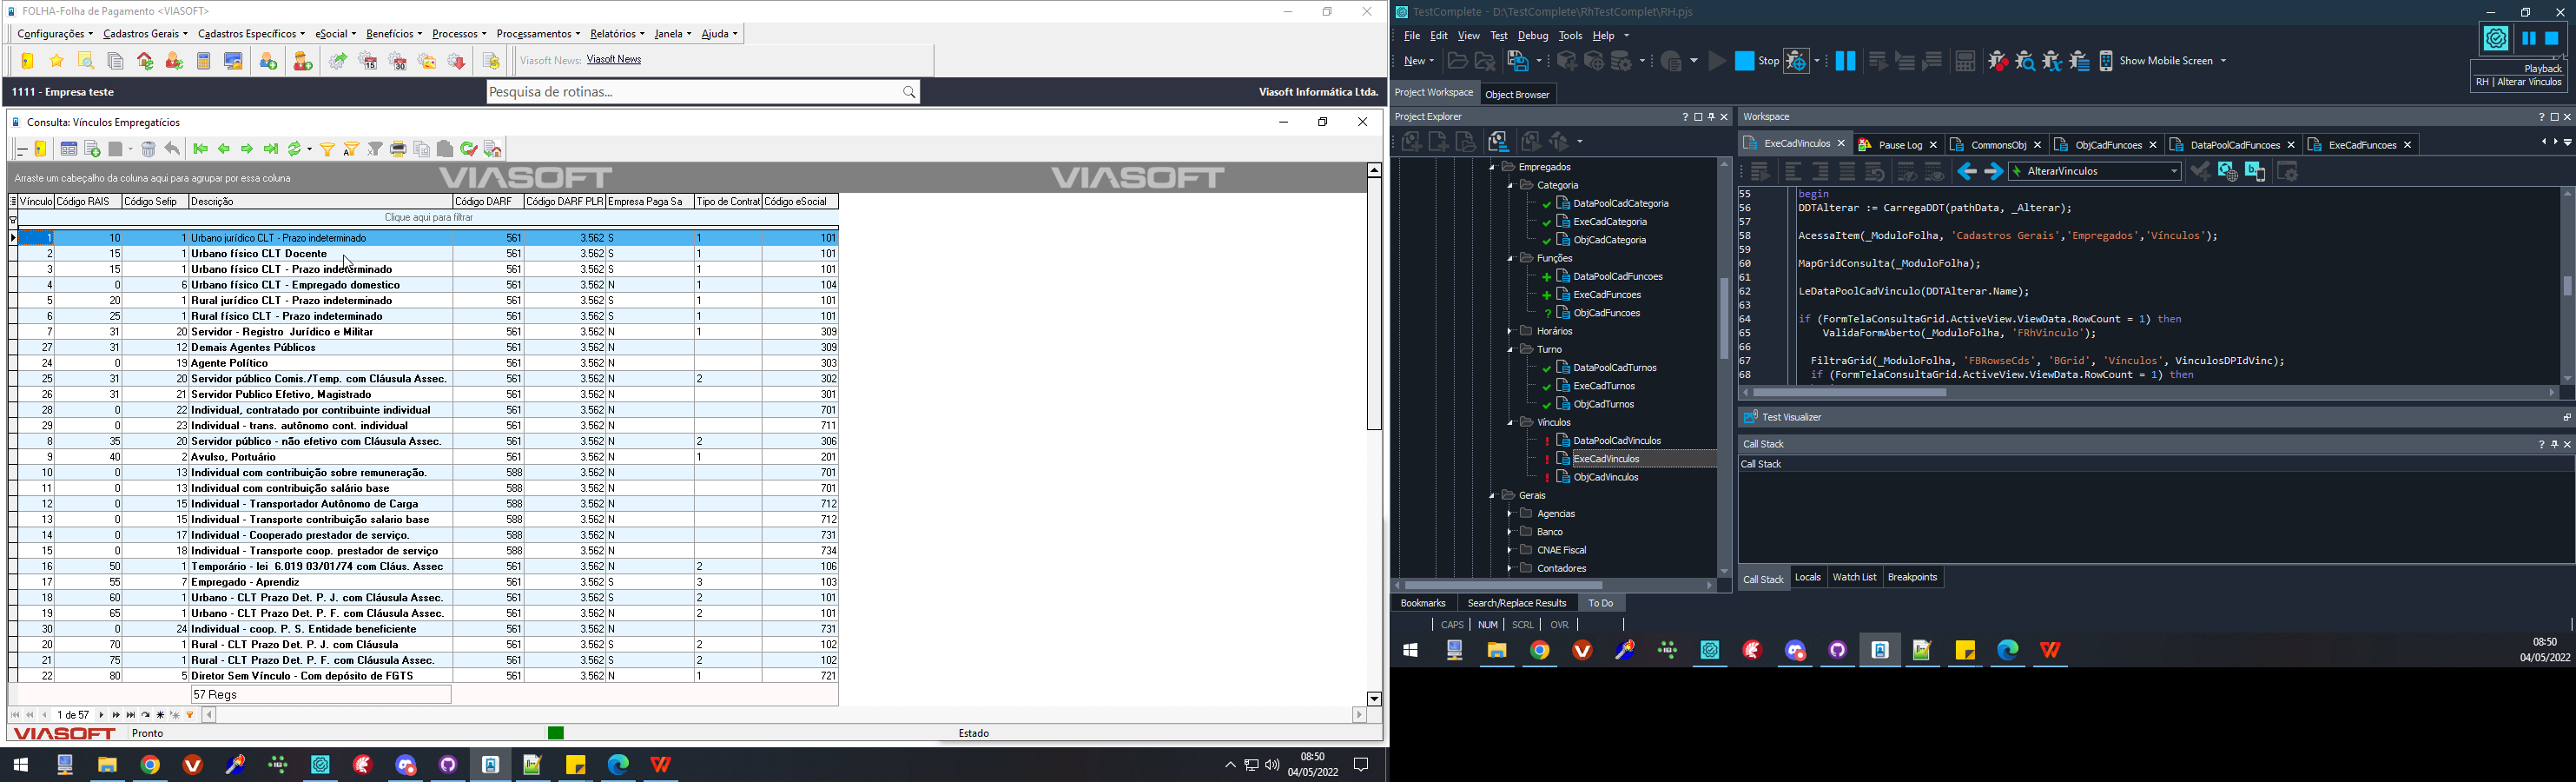 FOLHA-Folha de Pagamento <VIASOFT>
Configurações Cadastros Gerais Cadastros Específicos eSocial Benefícios Processos Processamentos Relatórios Janela Ajuda
15 30 Viasoft News: Viasoft News
1111 - Empresa teste Pesquisa de rotinas... Viasoft Informática Ltda.
Consulta: Vínculos Empregatícios
Arraste um cabeçalho da coluna aqui para agrupar por essa coluna VIASOFT VIASOFT
Vínculo Código RAIS Código Sefip Descrição Código DARF Código DARF PLR Empresa Paga Sa Tipo de Contrat Código eSocial
Clique aqui para filtrar
1 10 1 Urbano jurídico CLT - Prazo indeterminado 561 3.562 S 1 101
2 15 1 Urbano físico CLT Docente 561 3.562 S 1 101
3 15 1 Urbano físico CLT - Prazo indeterminado 561 3.562 S 1 101
4 0 6 Urbano físico CLT - Empregado domestico 561 3.562 N 1 104
5 20 1 Rural jurídico CLT - Prazo indeterminado 561 3.562 S 1 101
6 25 1 Rural físico CLT - Prazo indeterminado 561 3.562 S 1 101
7 31 20 Servidor - Registro Jurídico e Militar 561 3.562 N 1 309
27 31 12 Demais Agentes Públicos 561 3.562 N 309
24 0 19 Agente Político 561 3.562 N 303
25 31 20 Servidor público Comis./Temp. com Cláusula Assec. 561 3.562 N 2 302
26 31 21 Servidor Publico Efetivo, Magistrado 561 3.562 N 301
28 0 22 Individual, contratado por contribuinte individual 561 3.562 N 701
29 0 23 Individual - trans. autônomo cont. individual 561 3.562 N 711
8 35 20 Servidor público - não efetivo com Cláusula Assec. 561 3.562 N 2 306
9 40 2 Avulso, Portuário 561 3.562 N 1 201
10 0 13 Individual com contribuição sobre remuneração. 588 3.562 N 701
11 0 13 Individual com contribuição salário base 588 3.562 N 701
12 0 15 Individual - Transportador Autônomo de Carga 588 3.562 N 712
13 0 15 Individual - Transporte contribuição salario base 588 3.562 N 712
14 0 17 Individual - Cooperado prestador de serviço. 588 3.562 N 731
15 0 18 Individual - Transporte coop. prestador de serviço 588 3.562 N 734
16 50 1 Temporário - lei 6.019 03/01/74 com Cláus. Assec 561 3.562 N 2 106
17 55 7 Empregado - Aprendiz 561 3.562 S 3 103
18 60 1 Urbano - CLT Prazo Det. P. J. com Cláusula Assec. 561 3.562 S 2 101
19 65 1 Urbano - CLT Prazo Det. P. F. com Cláusula Assec. 561 3.562 N 2 101
30 0 24 Individual - coop. P. S. Entidade beneficiente 561 3.562 N 731
20 70 1 Rural - CLT Prazo Det. P. J. com Cláusula 561 3.562 S 2 102
21 75 1 Rural - CLT Prazo Det. P. F. com Cláusula Assec. 561 3.562 S 2 102
22 80 5 Diretor Sem Vínculo - Com depósito de FGTS 561 3.562 N 1 721
57 Regs
1 de 57
VIASOFT Pronto Estado
08:50
04/05/2022
TestComplete - D:\TestComplete\RhTestComplet\RH.pjs
File Edit View Test Debug Tools Help
New Stop Show Mobile Screen
Playback
RH | Alterar Vínculos
Project Workspace Object Browser
Project Explorer
Empregados
Categoria
DataPoolCadCategoria
ExeCadCategoria
ObjCadCategoria
Funções
DataPoolCadFuncoes
ExeCadFuncoes
ObjCadFuncoes
Horários
Turno
DataPoolCadTurnos
ExeCadTurnos
ObjCadTurnos
Vínculos
DataPoolCadVinculos
ExeCadVinculos
ObjCadVinculos
Gerais
Agencias
Banco
CNAE Fiscal
Contadores
Bookmarks Search/Replace Results To Do
Workspace
ExeCadVinculos Pause Log CommonsObj ObjCadFuncoes DataPoolCadFuncoes ExeCadFuncoes
AlterarVinculos
55 begin
56 DDTAlterar := CarregaDDT(pathData, _Alterar);
57
58 AcessaItem(_ModuloFolha, 'Cadastros Gerais','Empregados','Vínculos');
59
60 MapGridConsulta(_ModuloFolha);
61
62 LeDataPoolCadVinculo(DDTAlterar.Name);
63
64 if (FormTelaConsultaGrid.ActiveView.ViewData.RowCount = 1) then
65 ValidaFormAberto(_ModuloFolha, 'FRhVinculo');
66
67 FiltraGrid(_ModuloFolha, 'FBRowseCds', 'BGrid', 'Vínculos', VinculosDPIdVinc);
68 if (FormTelaConsultaGrid.ActiveView.ViewData.RowCount = 1) then
Test Visualizer
Call Stack
Call Stack
Call Stack Locals Watch List Breakpoints
CAPS NUM SCRL OVR
08:50
04/05/2022